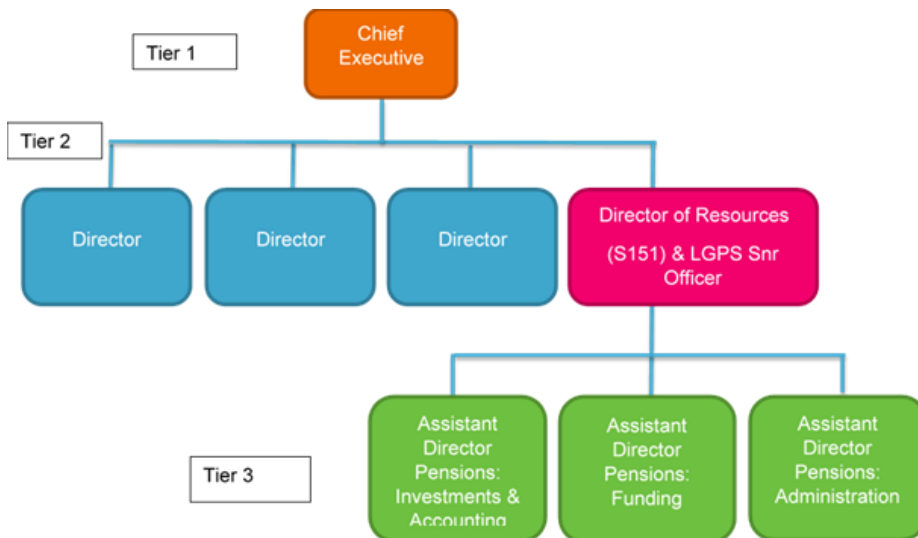 Tier 1
Chief
Executive
Tier 2
Director
Director
Director
Director of Resources
(S151) & LGPS Snr
Officer
Tier 3
Assistant
Director
Pensions:
Investments &
Accounting
Assistant
Director
Pensions:
Funding
Assistant
Director
Pensions:
Administration